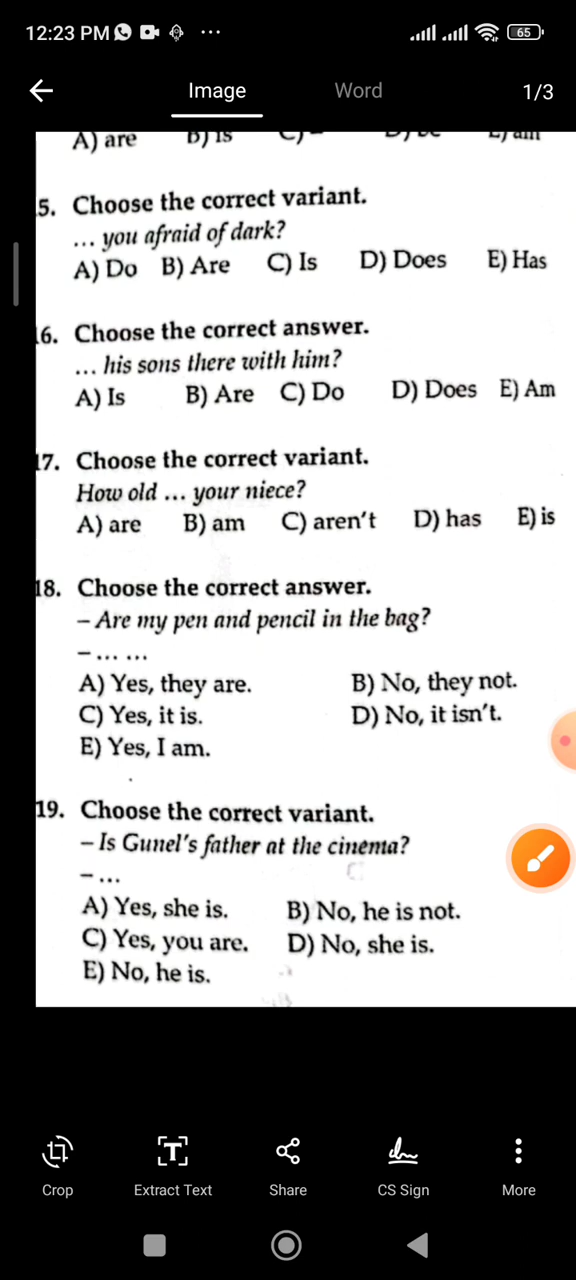 12:23 PM
65
Image Word 1/3
A) are B) is C) – D) be E) am
5. Choose the correct variant.
... you afraid of dark?
A) Do B) Are C) Is D) Does E) Has
16. Choose the correct answer.
... his sons there with him?
A) Is B) Are C) Do D) Does E) Am
17. Choose the correct variant.
How old ... your niece?
A) are B) am C) aren't D) has E) is
18. Choose the correct answer.
– Are my pen and pencil in the bag?
– ... ...
A) Yes, they are. B) No, they not.
C) Yes, it is. D) No, it isn't.
E) Yes, I am.
19. Choose the correct variant.
– Is Gunel's father at the cinema?
– ...
A) Yes, she is. B) No, he is not.
C) Yes, you are. D) No, she is.
E) No, he is.
Crop Extract Text Share CS Sign More